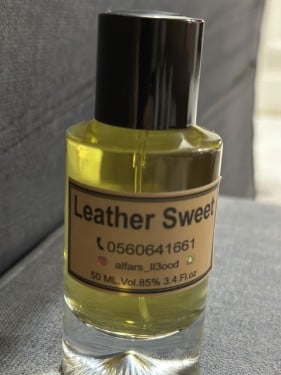 Leather Sweet
0560641661
alfars_ll3ood
50 ML.Vol.85% 3.4 Fl.oz